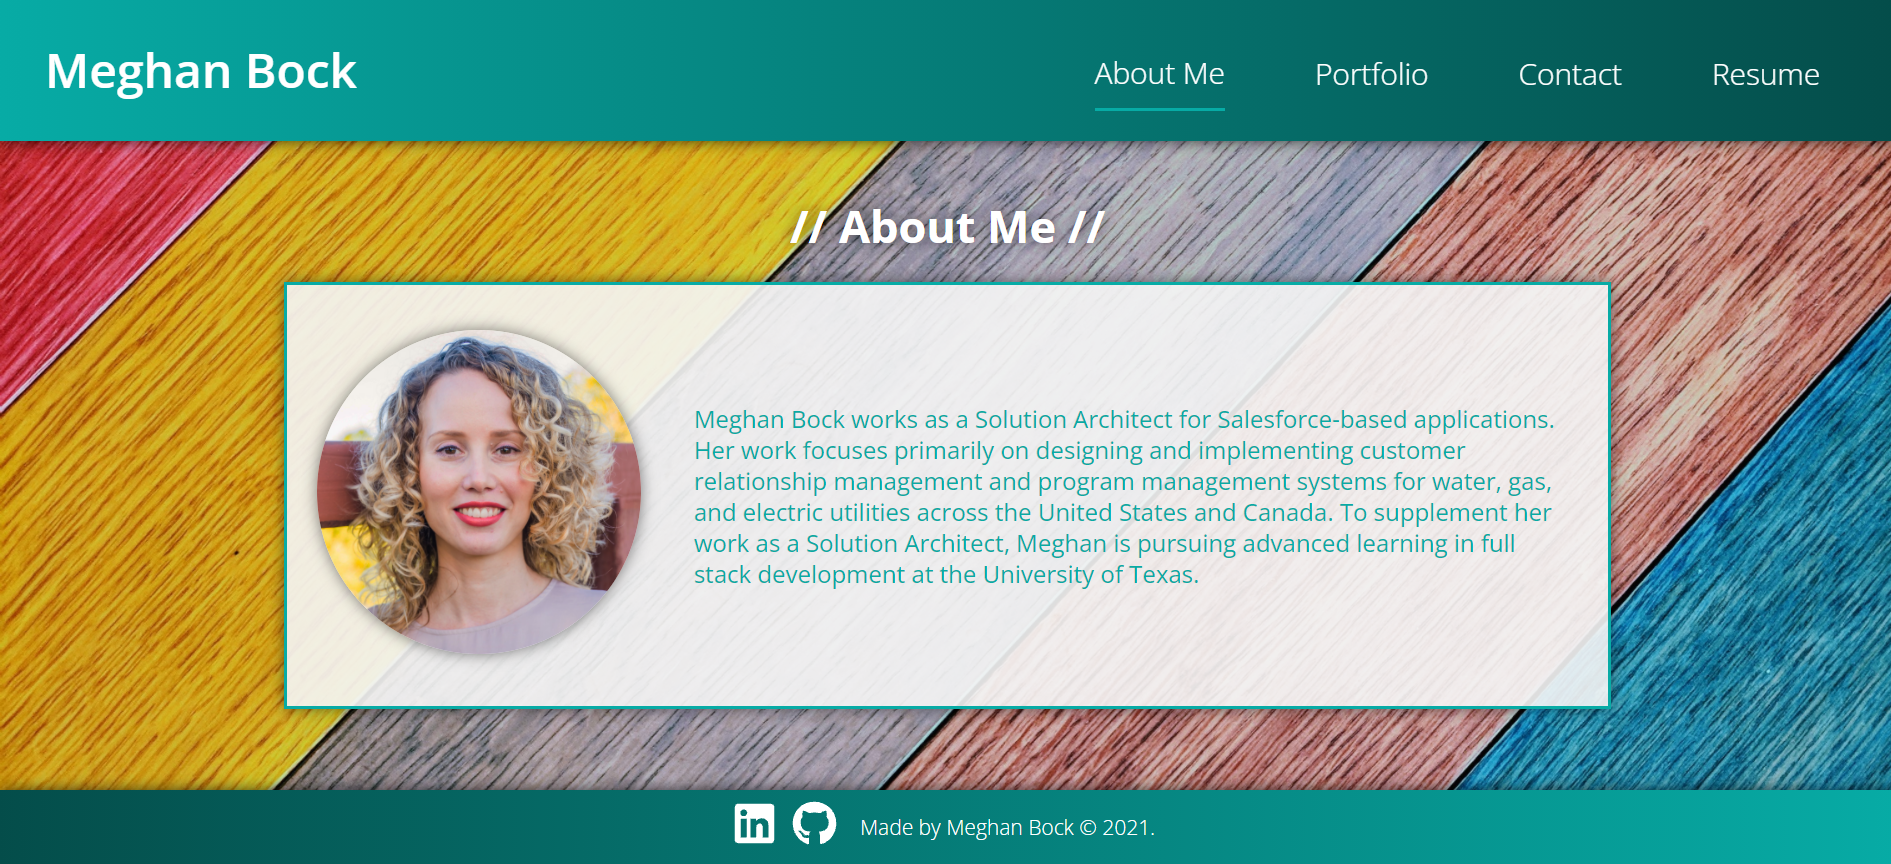 Meghan Bock
About Me
Portfolio
Contact
Resume
// About Me //
Meghan Bock works as a Solution Architect for Salesforce-based applications.
Her work focuses primarily on designing and implementing customer
relationship management and program management systems for water, gas,
and electric utilities across the United States and Canada. To supplement her
work as a Solution Architect, Meghan is pursuing advanced learning in full
stack development at the University of Texas.
in
Made by Meghan Bock © 2021.